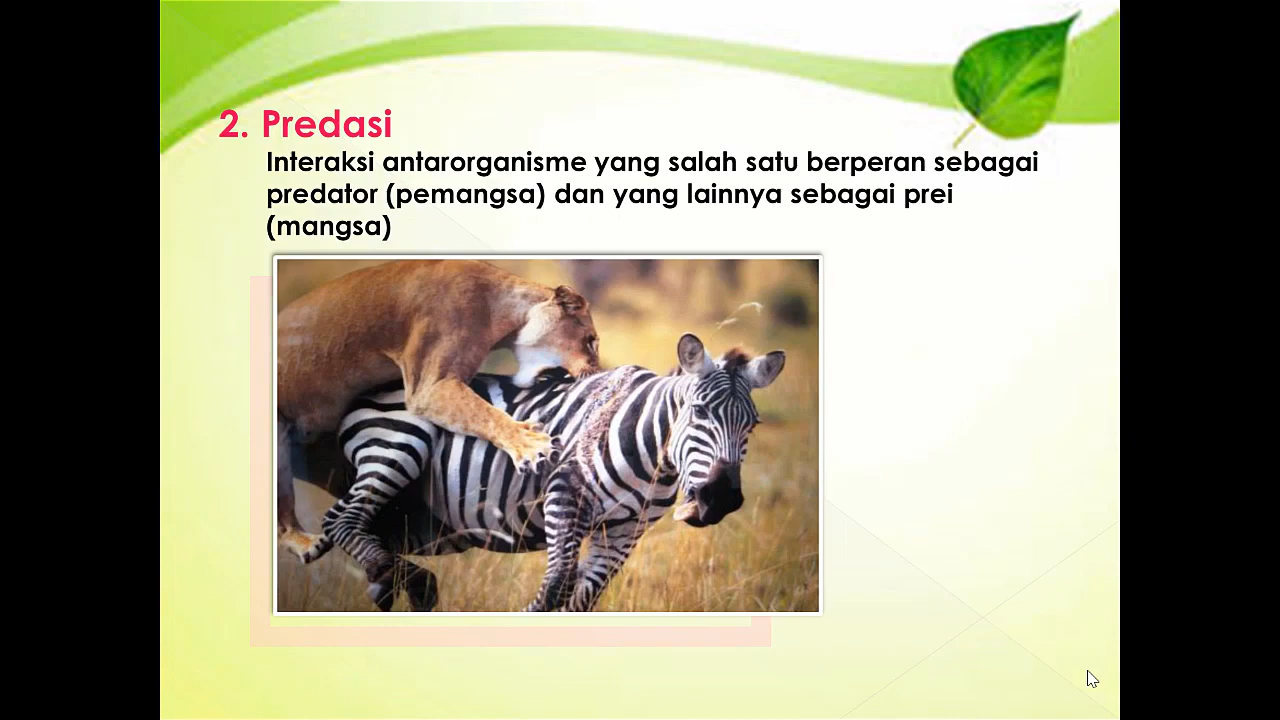 2. Predasi
Interaksi antarorganisme yang salah satu berperan sebagai
predator (pemangsa) dan yang lainnya sebagai prei
(mangsa)